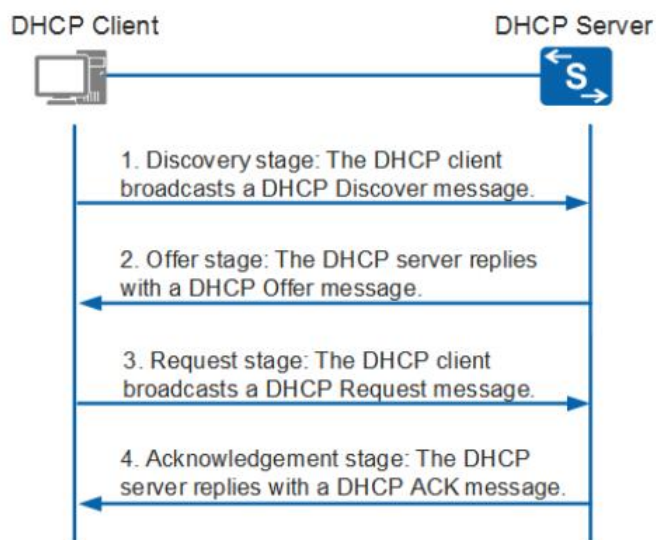 DHCP Client
DHCP Server
S
1. Discovery stage: The DHCP client
broadcasts a DHCP Discover message.
2. Offer stage: The DHCP server replies
with a DHCP Offer message.
3. Request stage: The DHCP client
broadcasts a DHCP Request message.
4. Acknowledgement stage: The DHCP
server replies with a DHCP ACK message.